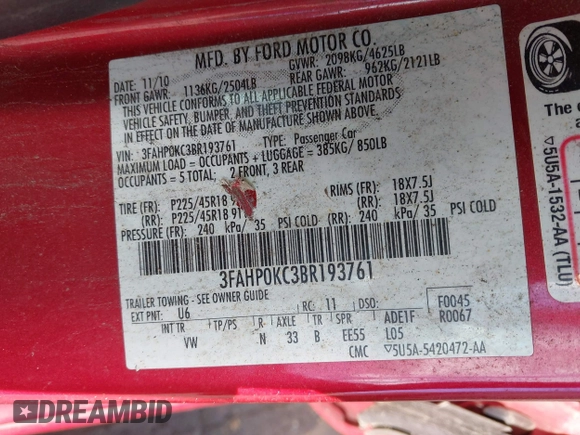 MFD. BY FORD MOTOR CO.
DATE: 11/10
GVWR: 2098KG/4625LB
FRONT GAWR: 1136KG/2504LB
REAR GAWR: 962KG/2121LB
THIS VEHICLE CONFORMS TO ALL APPLICABLE FEDERAL MOTOR
VEHICLE SAFETY, BUMPER, AND THEFT PREVENTION STANDARDS
IN EFFECT ON THE DATE OF MANUFACTURE SHOWN ABOVE.
VIN: 3FAHP0KC3BR193761 TYPE: Passenger Car
MAXIMUM LOAD = OCCUPANTS + LUGGAGE = 385KG/ 850LB
OCCUPANTS = 5 TOTAL: 2 FRONT, 3 REAR
TIRE (FR): P225/45R18 RIMS (FR): 18X7.5J
(RR): P225/45R18 91 (RR): 18X7.5J
PRESSURE (FR): 240 kPa/ 35 PSI COLD (RR): 240 kPa/ 35 PSI COLD
3FAHP0KC3BR193761
TRAILER TOWING - SEE OWNER GUIDE
EXT PNT: U6 RC: 11 DSO: F0045
R0067
INT TR TP/PS R AXLE TR SPR ADE1F
VW N 33 B EE55 L05
CMC ▽5U5A-5420472-AA
The
▽5U5A-1532-AA (TLU)
DREAMBID